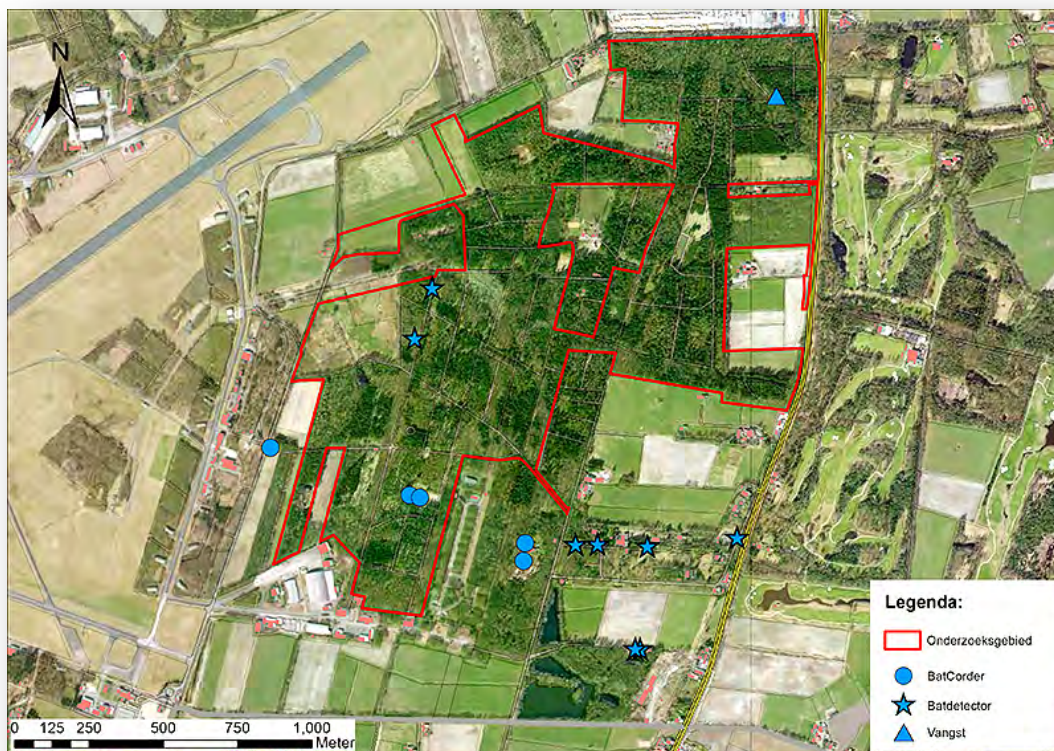 N
Legenda:
Onderzoeksgebied
BatCorder
Batdetector
Vangst
0 125 250 500 750 1,000
Meter